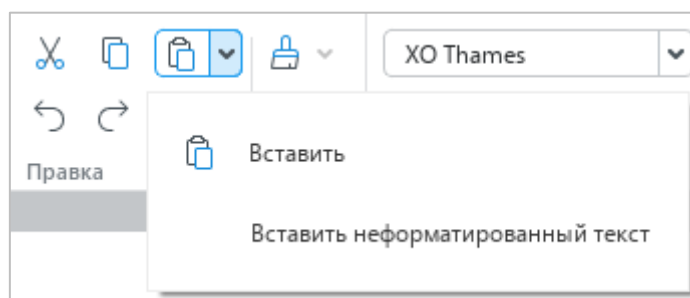 XO Thames
Вставить
Правка
Вставить неформатированный текст